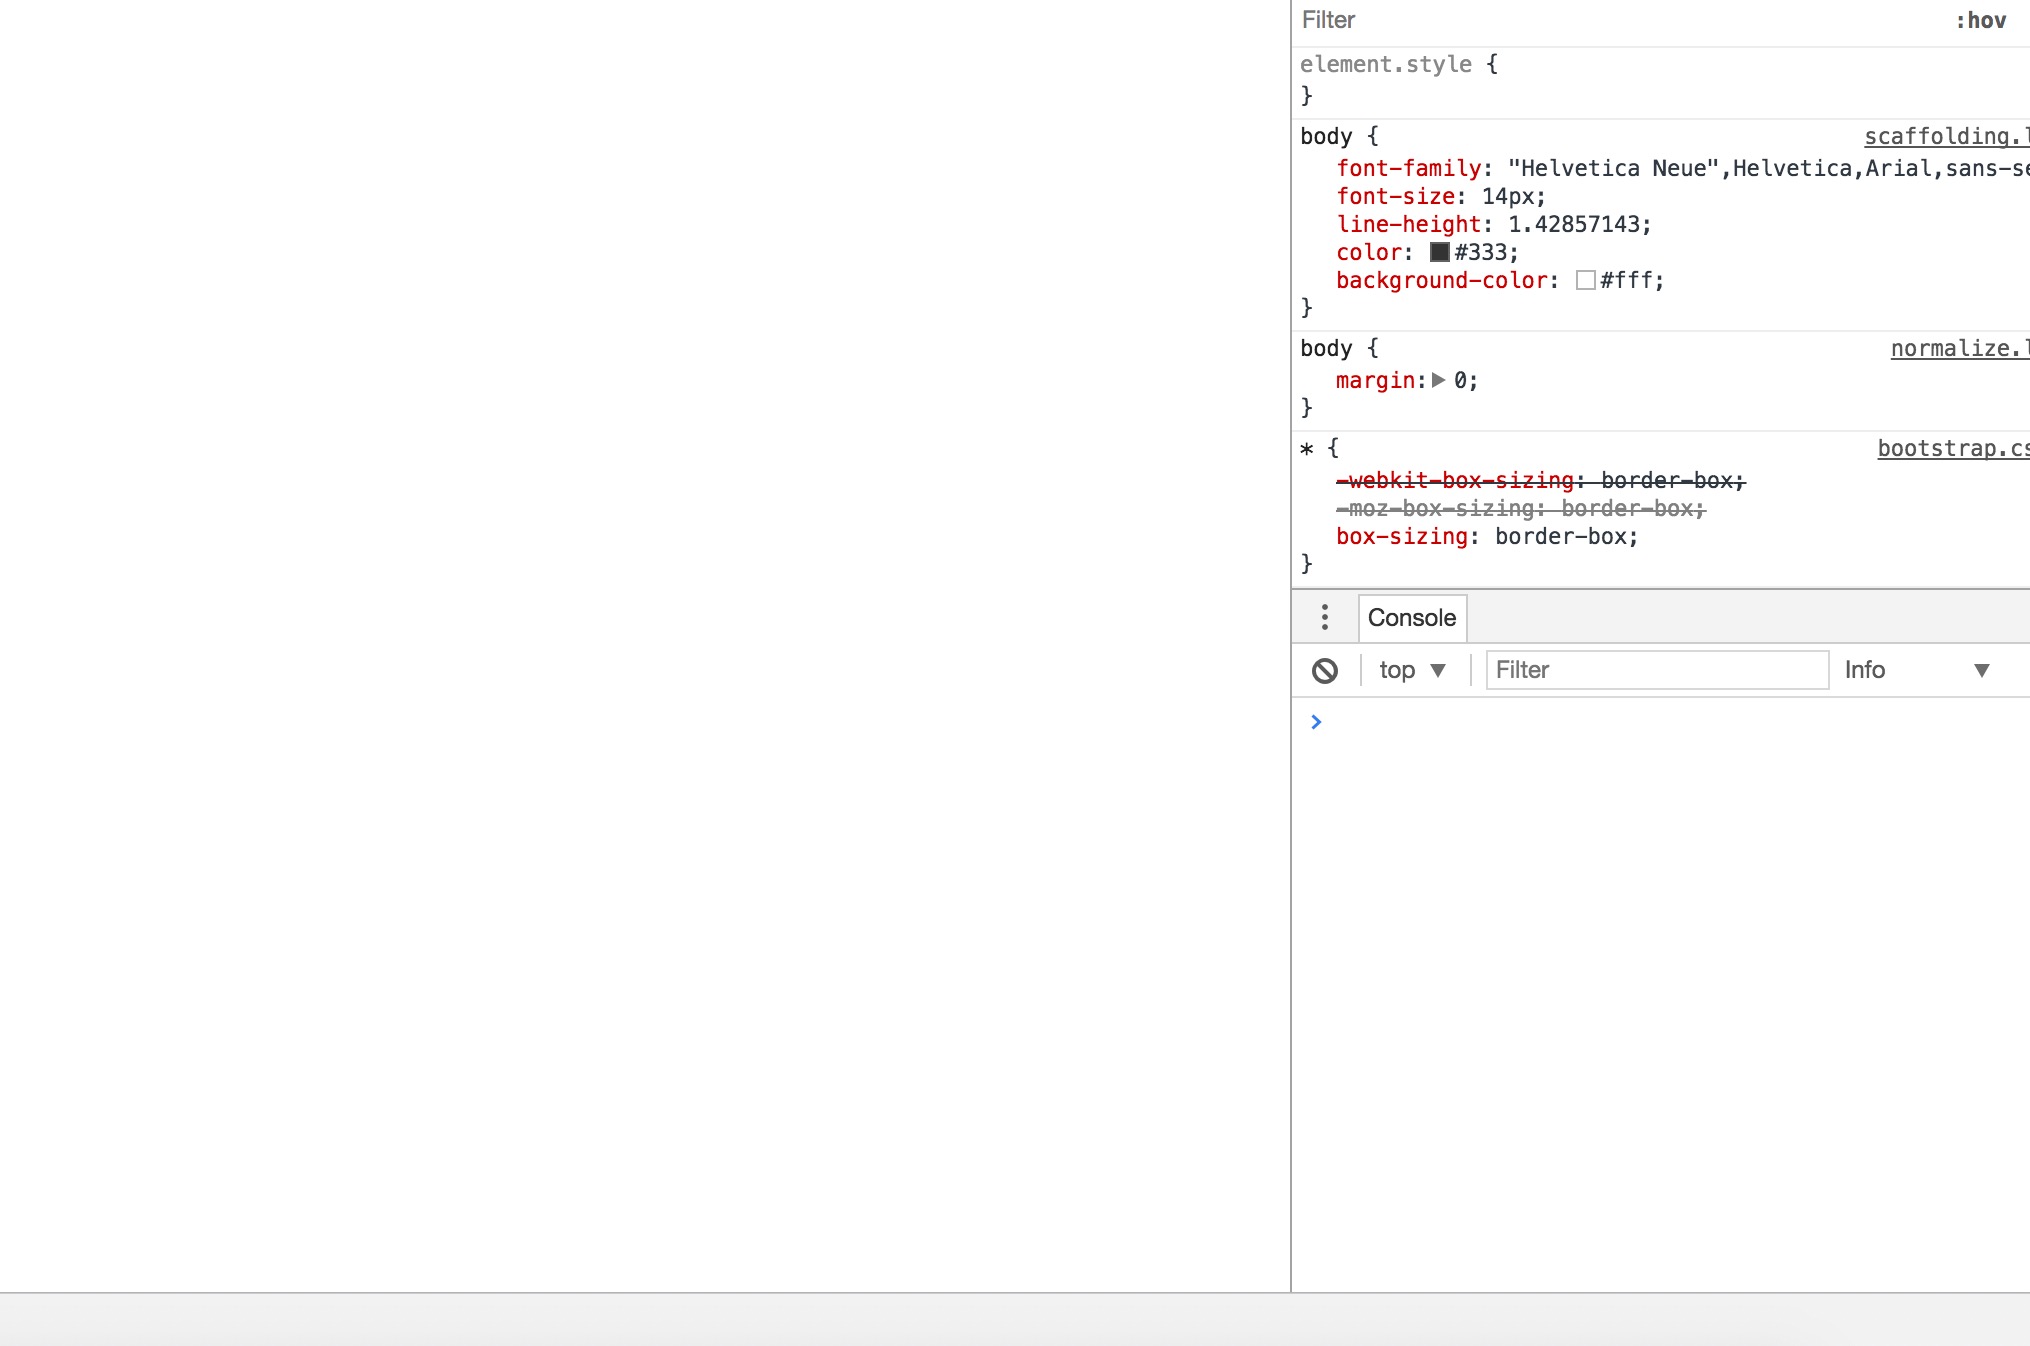 Filter :hov
element.style {
}
body { scaffolding.l
font-family: "Helvetica Neue",Helvetica,Arial,sans-se
font-size: 14px;
line-height: 1.42857143;
color: #333;
background-color: #fff;
}
body { normalize.l
margin: 0;
}
* { bootstrap.cs
-webkit-box-sizing: border-box;
-moz-box-sizing: border-box;
box-sizing: border-box;
}
Console
top Filter Info